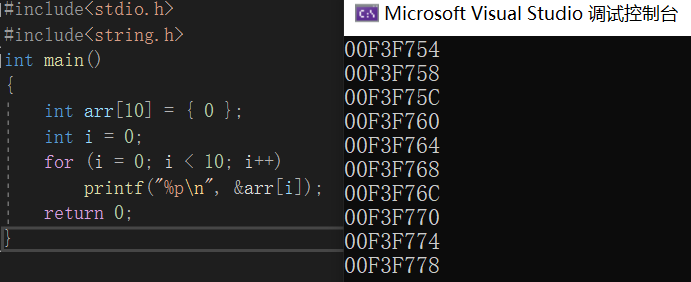 #include<stdio.h>
#include<string.h>
int main()
{
    int arr[10] = { 0 };
    int i = 0;
    for (i = 0; i < 10; i++)
        printf("%p\n", &arr[i]);
    return 0;
}
Microsoft Visual Studio 调试控制台
00F3F754
00F3F758
00F3F75C
00F3F760
00F3F764
00F3F768
00F3F76C
00F3F770
00F3F774
00F3F778